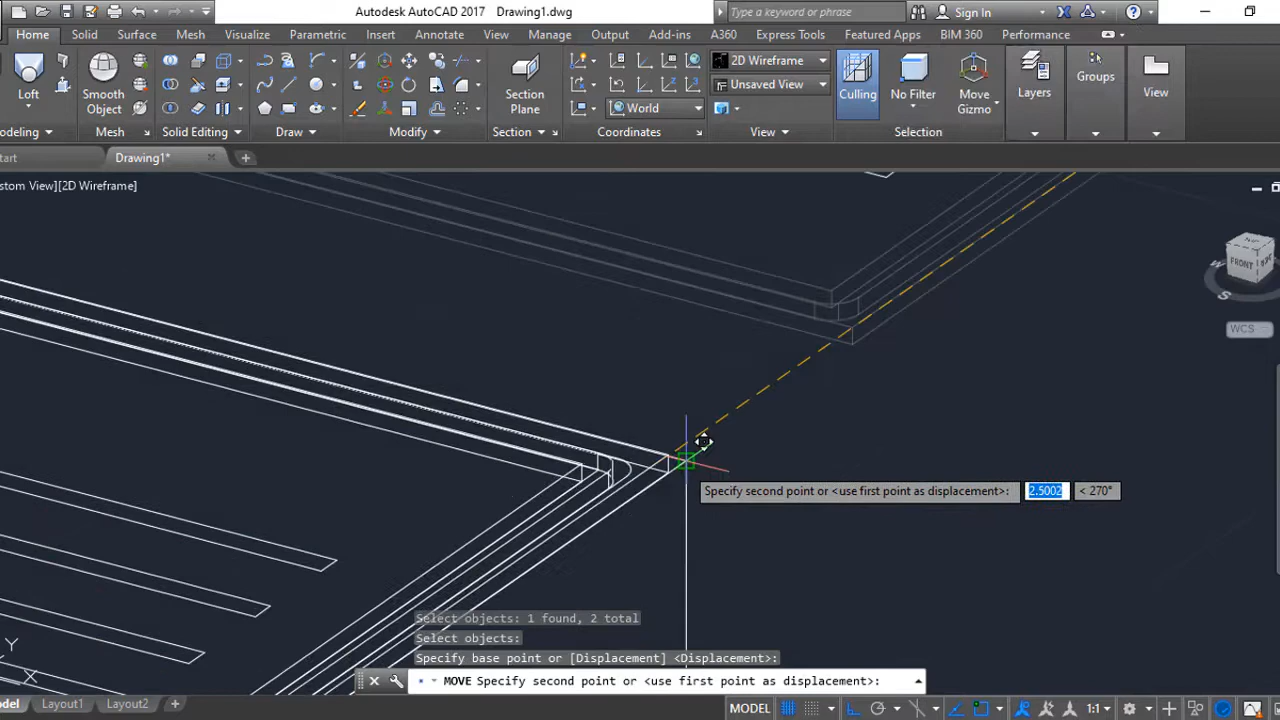 Autodesk AutoCAD 2017 Drawing1.dwg
Type a keyword or phrase
Sign In
Home Solid Surface Mesh Visualize Parametric Insert Annotate View Manage Output Add-ins A360 Express Tools Featured Apps BIM 360 Performance
Loft
Smooth
Object
Section
Plane
World
2D Wireframe
Unsaved View
Culling
No Filter
Move
Gizmo
Layers
Groups
View
odeling Mesh Solid Editing Draw Modify Section Coordinates View Selection
tart Drawing1*
stom View][2D Wireframe]
FRONT
W
S
WCS
Specify second point or <use first point as displacement>: 2.5002 < 270°
Select objects: 1 found, 2 total
Select objects:
Specify base point or [Displacement] <Displacement>:
MOVE Specify second point or <use first point as displacement>:
Y
X
odel Layout1 Layout2 +
MODEL 1:1